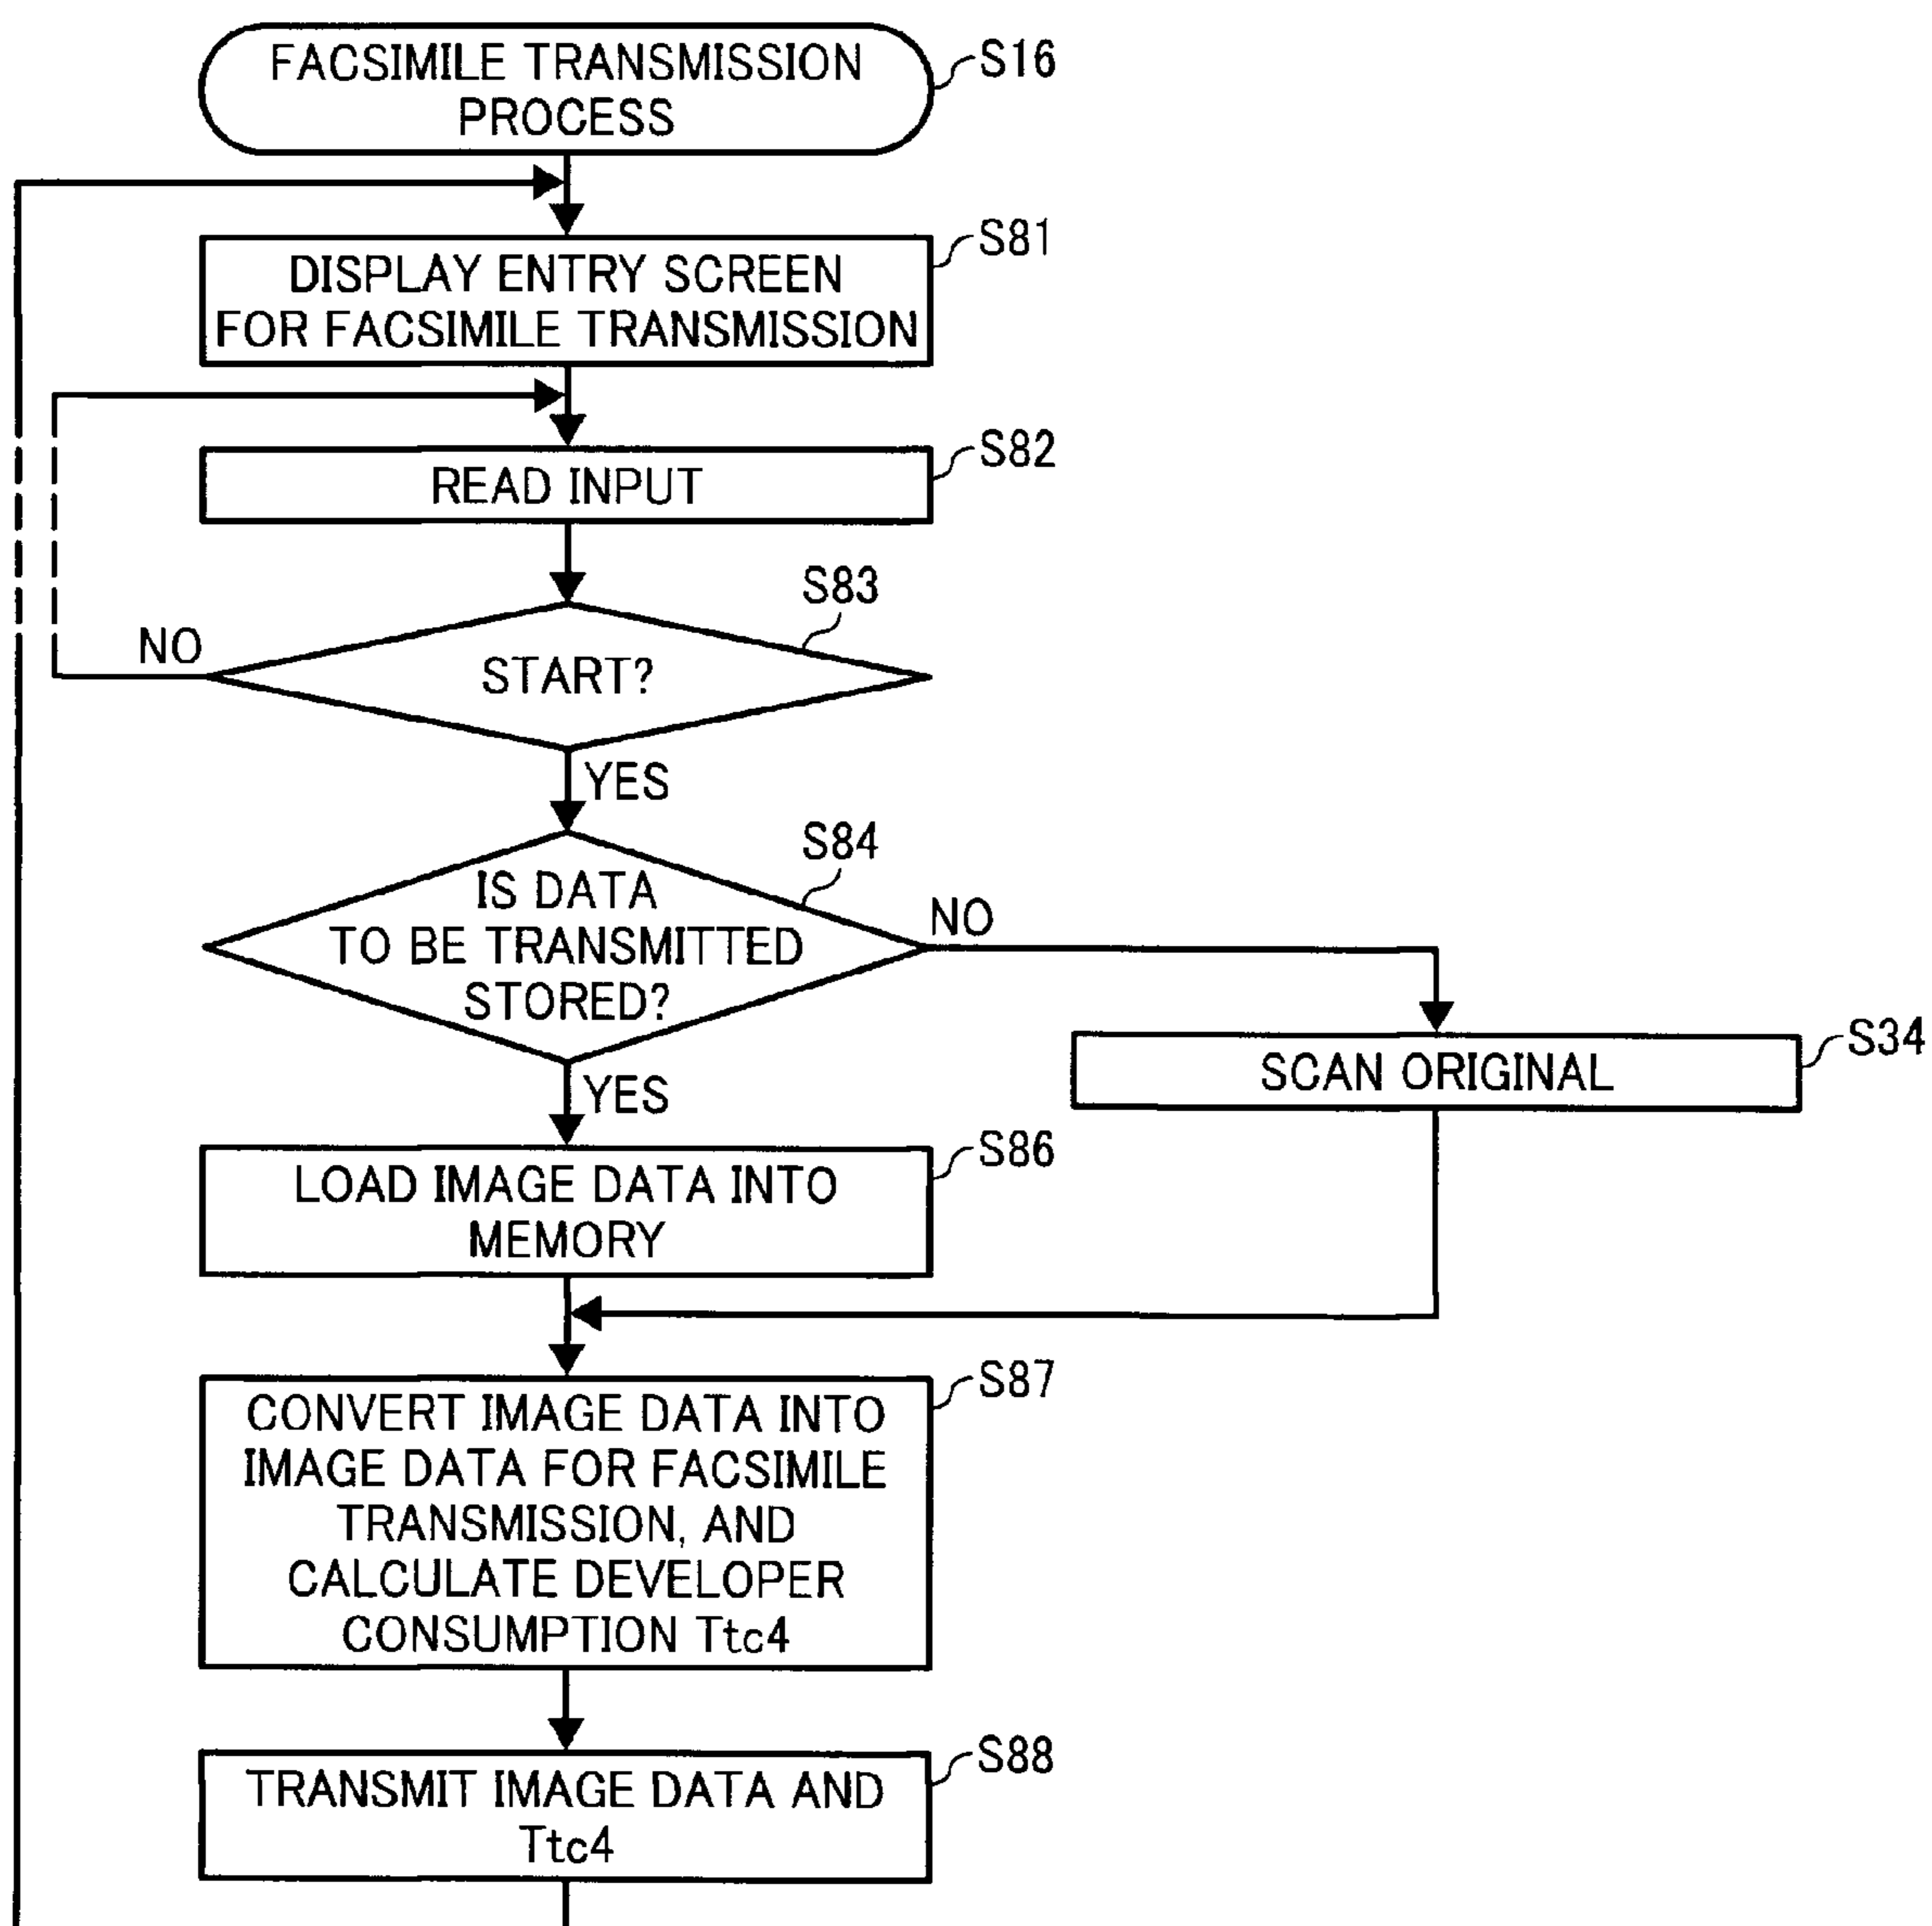 FACSIMILE TRANSMISSION
PROCESS
S16
DISPLAY ENTRY SCREEN
FOR FACSIMILE TRANSMISSION
S81
READ INPUT
S82
START?
S83
NO
YES
IS DATA
TO BE TRANSMITTED
STORED?
S84
NO
YES
SCAN ORIGINAL
S34
LOAD IMAGE DATA INTO
MEMORY
S86
CONVERT IMAGE DATA INTO
IMAGE DATA FOR FACSIMILE
TRANSMISSION, AND
CALCULATE DEVELOPER
CONSUMPTION Ttc4
S87
TRANSMIT IMAGE DATA AND
Ttc4
S88